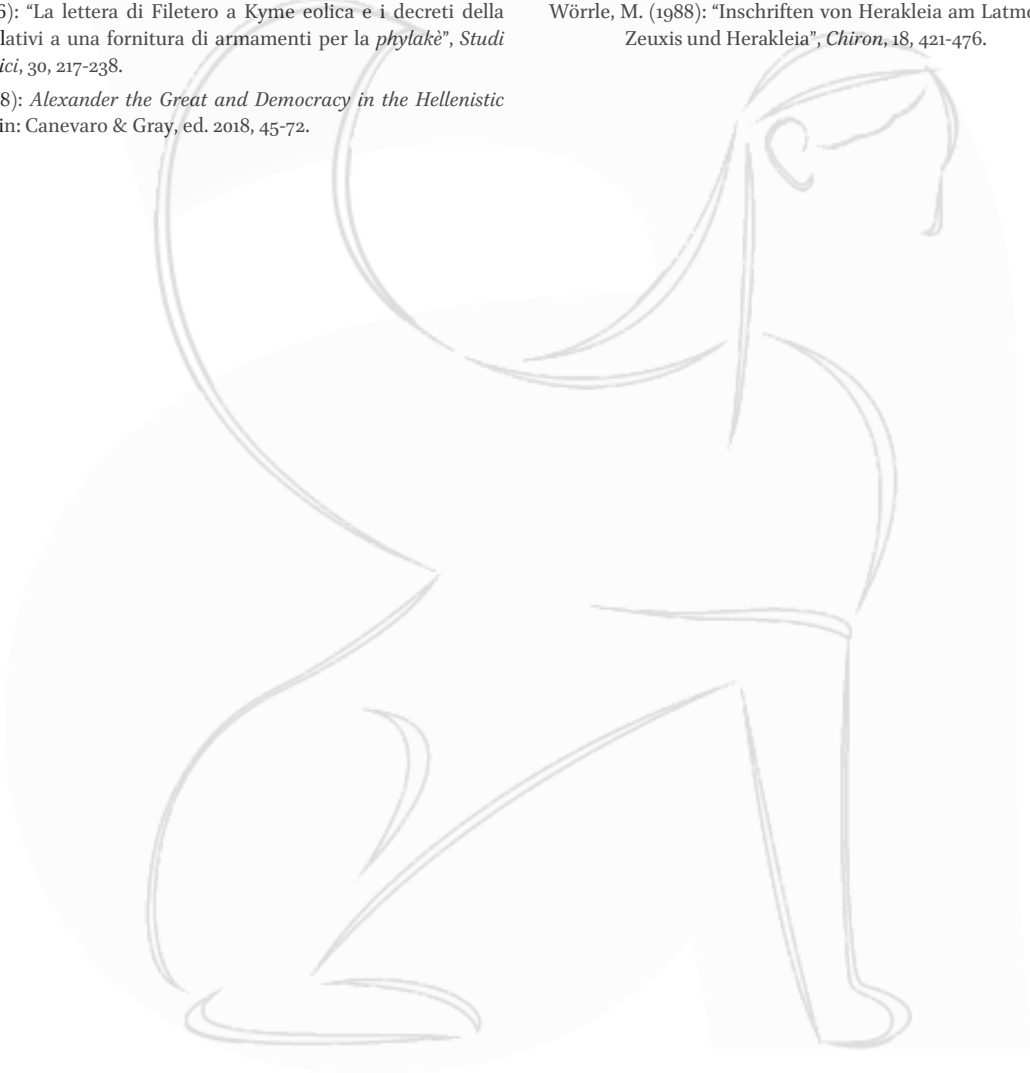 6): “La lettera di Filetero a Kyme eolica e i decreti della
lativi a una fornitura di armamenti per la phylakè”, Studi
ici, 30, 217-238.
8): Alexander the Great and Democracy in the Hellenistic
in: Canevaro & Gray, ed. 2018, 45-72.
Wörrle, M. (1988): “Inschriften von Herakleia am Latmo
Zeuxis und Herakleia”, Chiron, 18, 421-476.